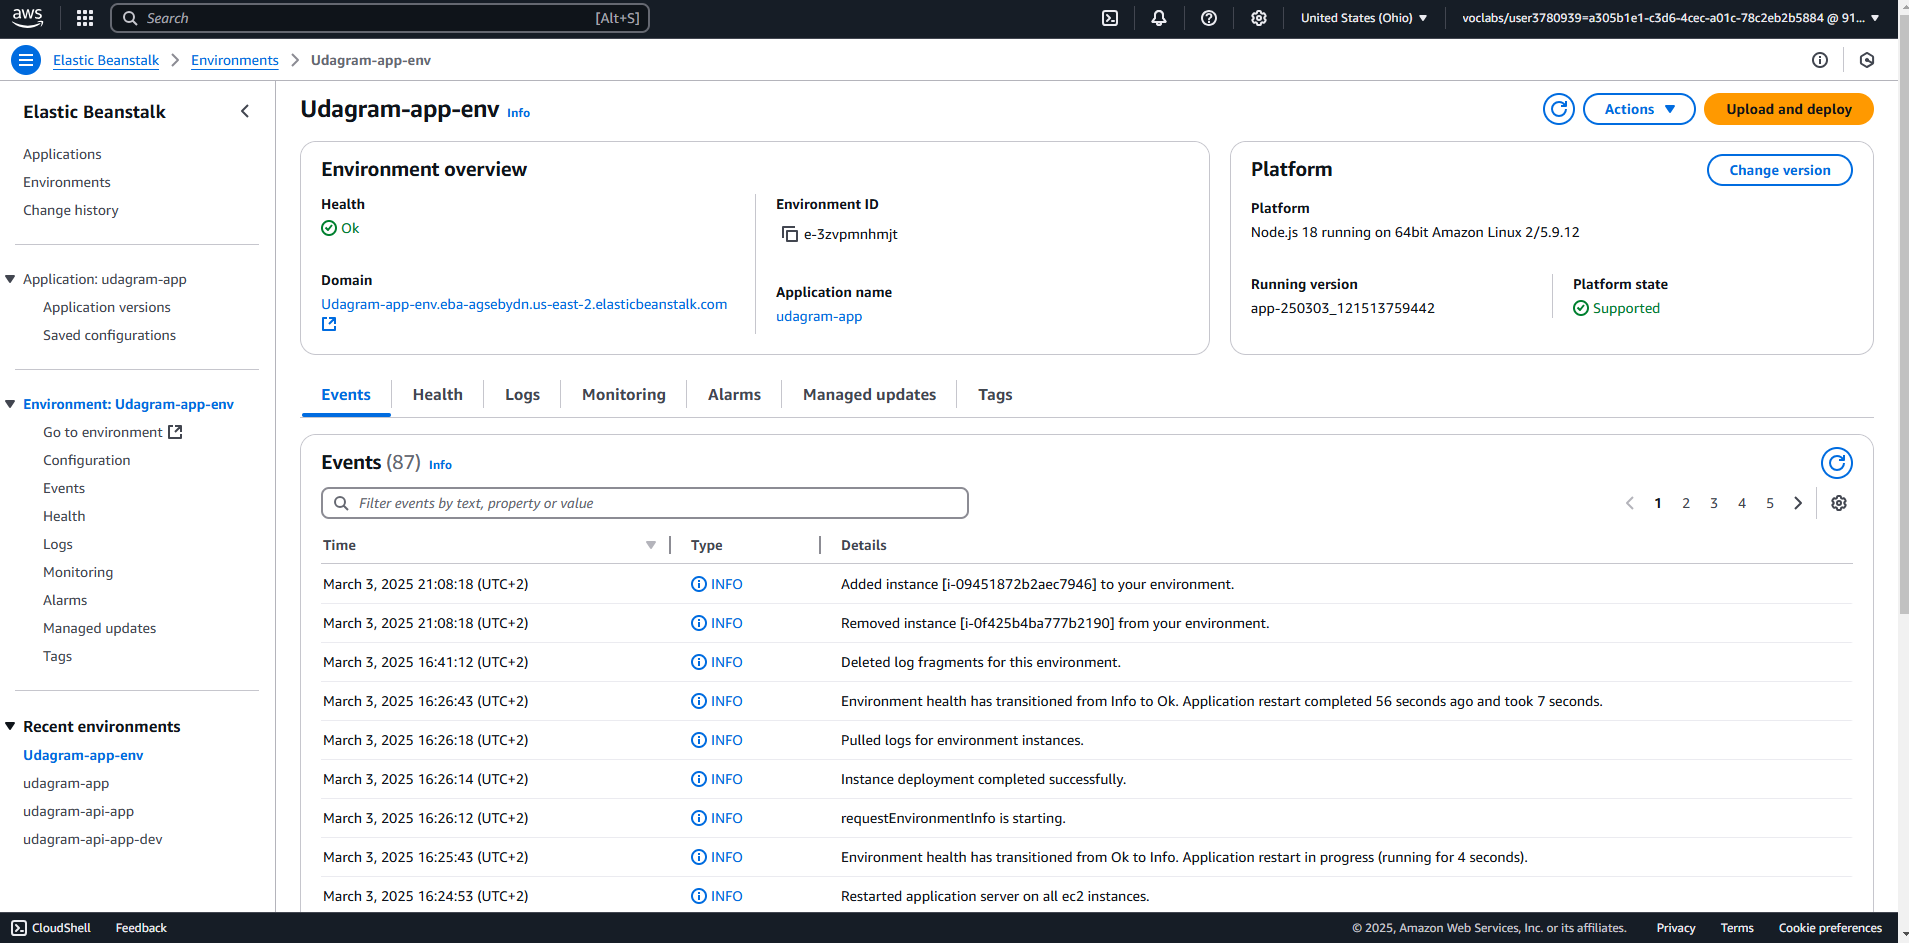 aws
Search [Alt+S]
United States (Ohio)
voclabs/user3780939=a305b1e1-c3d6-4cec-a01c-78c2eb2b5884 @ 91...
Elastic Beanstalk
Environments
Udagram-app-env
Elastic Beanstalk
Applications
Environments
Change history
Application: udagram-app
Application versions
Saved configurations
Environment: Udagram-app-env
Go to environment
Configuration
Events
Health
Logs
Monitoring
Alarms
Managed updates
Tags
Recent environments
Udagram-app-env
udagram-app
udagram-api-app
udagram-api-app-dev
Udagram-app-env Info
Actions
Upload and deploy
Environment overview
Health
Ok
Domain
Udagram-app-env.eba-agsebydn.us-east-2.elasticbeanstalk.com
Environment ID
e-3zvpmnhmjt
Application name
udagram-app
Platform
Change version
Platform
Node.js 18 running on 64bit Amazon Linux 2/5.9.12
Running version
app-250303_121513759442
Platform state
Supported
Events Health Logs Monitoring Alarms Managed updates Tags
Events (87) Info
Filter events by text, property or value
1 2 3 4 5
Time Type Details
March 3, 2025 21:08:18 (UTC+2) INFO Added instance [i-09451872b2aec7946] to your environment.
March 3, 2025 21:08:18 (UTC+2) INFO Removed instance [i-0f425b4ba777b2190] from your environment.
March 3, 2025 16:41:12 (UTC+2) INFO Deleted log fragments for this environment.
March 3, 2025 16:26:43 (UTC+2) INFO Environment health has transitioned from Info to Ok. Application restart completed 56 seconds ago and took 7 seconds.
March 3, 2025 16:26:18 (UTC+2) INFO Pulled logs for environment instances.
March 3, 2025 16:26:14 (UTC+2) INFO Instance deployment completed successfully.
March 3, 2025 16:26:12 (UTC+2) INFO requestEnvironmentInfo is starting.
March 3, 2025 16:25:43 (UTC+2) INFO Environment health has transitioned from Ok to Info. Application restart in progress (running for 4 seconds).
March 3, 2025 16:24:53 (UTC+2) INFO Restarted application server on all ec2 instances.
CloudShell Feedback
© 2025, Amazon Web Services, Inc. or its affiliates. Privacy Terms Cookie preferences